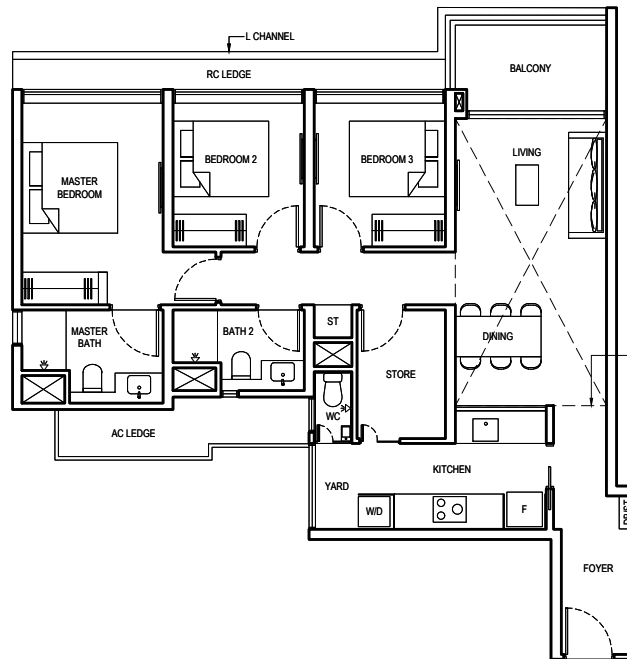 L CHANNEL
RC LEDGE
BALCONY
LIVING
BEDROOM 2
BEDROOM 3
MASTER
BEDROOM
MASTER
BATH
BATH 2
ST
DINING
STORE
WC
AC LEDGE
KITCHEN
YARD
W/D
F
FOYER